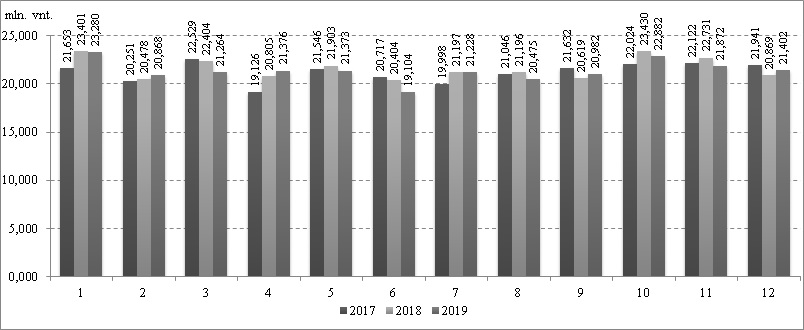 mln. vnt.
25,000
20,000
15,000
10,000
5,000
0,000
21,653 23,401 23,280
20,251 20,478 20,868
22,529 22,404 21,264
19,126 20,805 21,376
21,546 21,903 21,373
20,717 20,404 19,104
19,998 21,197 21,228
21,046 21,196 20,475
21,632 20,619 20,982
22,024 23,430 22,882
22,122 22,731 21,872
21,941 20,869 21,402
1 2 3 4 5 6 7 8 9 10 11 12
2017 2018 2019